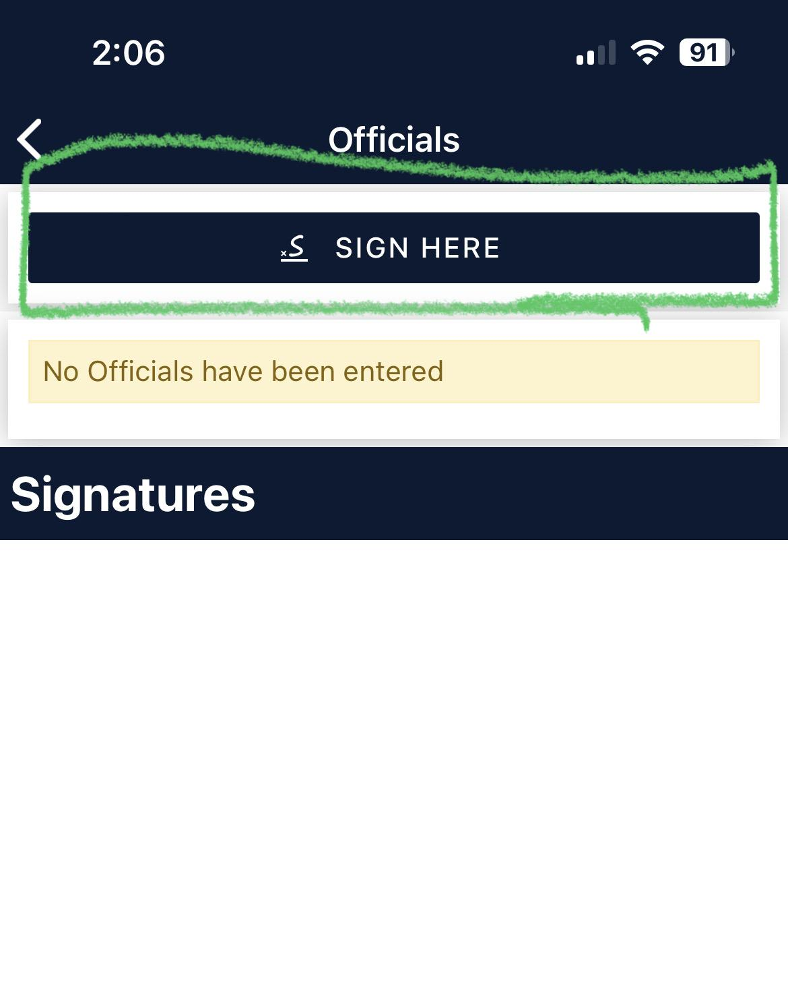 2:06
91
Officials
SIGN HERE
No Officials have been entered
Signatures